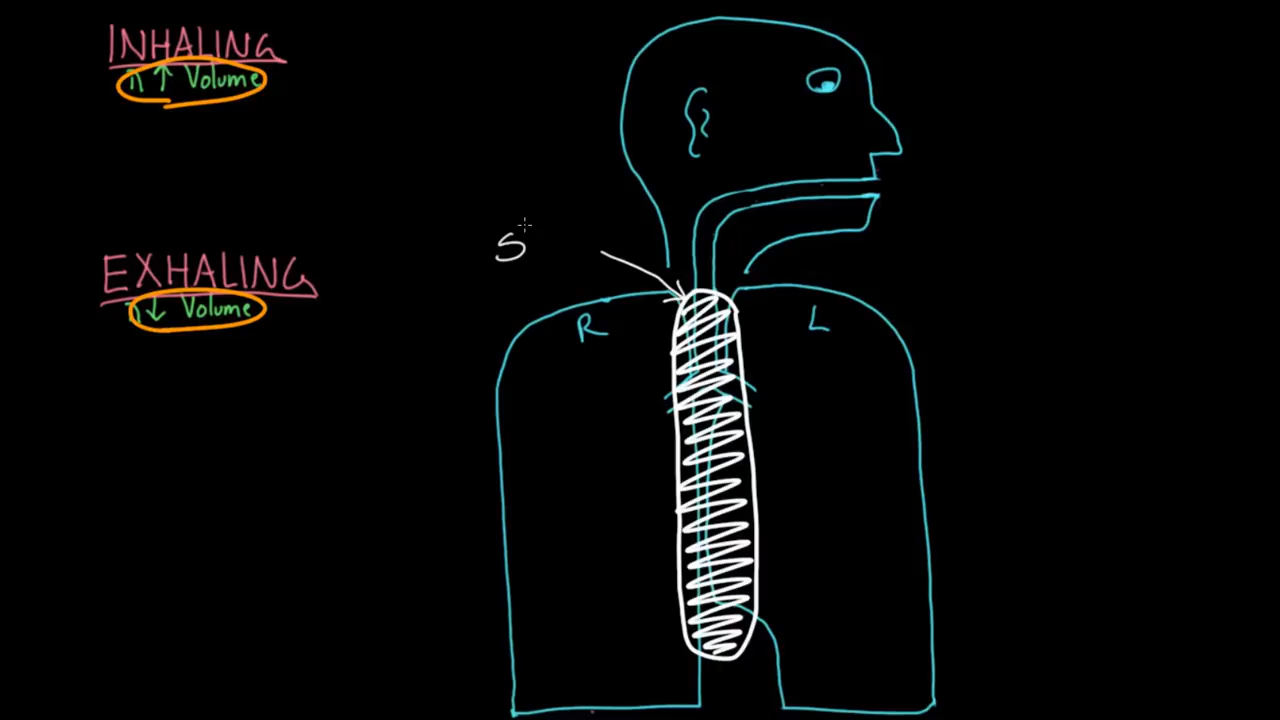 INHALING
↑ Volume
EXHALING
↓ Volume
S
R
L